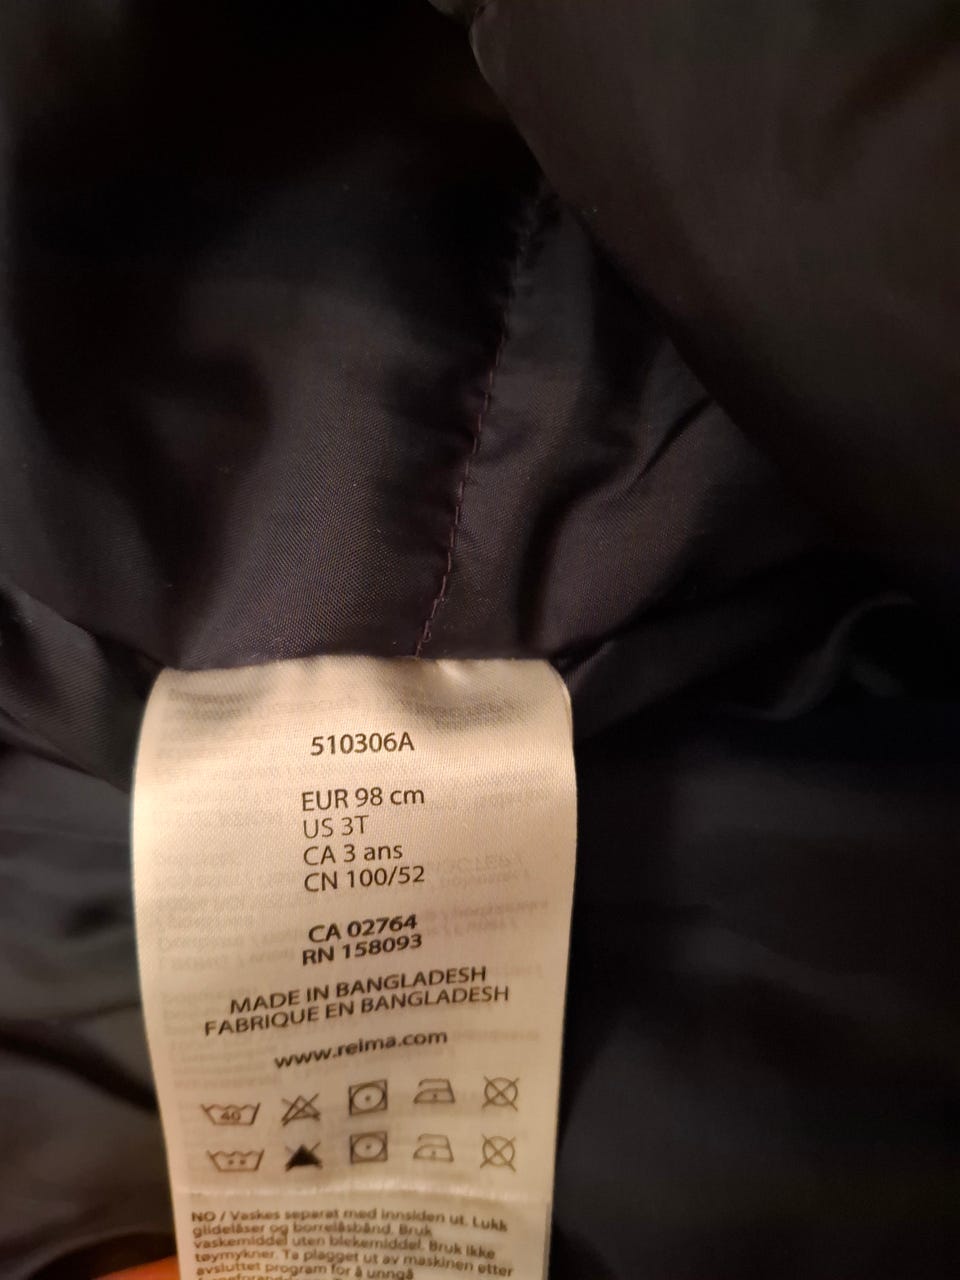 510306A
EUR 98 cm
US 3T
CA 3 ans
CN 100/52
CA 02764
RN 158093
MADE IN BANGLADESH
FABRIQUE EN BANGLADESH
www.reima.com
40
NO / Vaskes separat med innsiden ut. Lukk
glidelåser og borrelåsbånd. Bruk
vaskemiddel uten blekemiddel. Bruk ikke
tøymykner. Ta plagget ut av maskinen etter
avsluttet program for å unngå